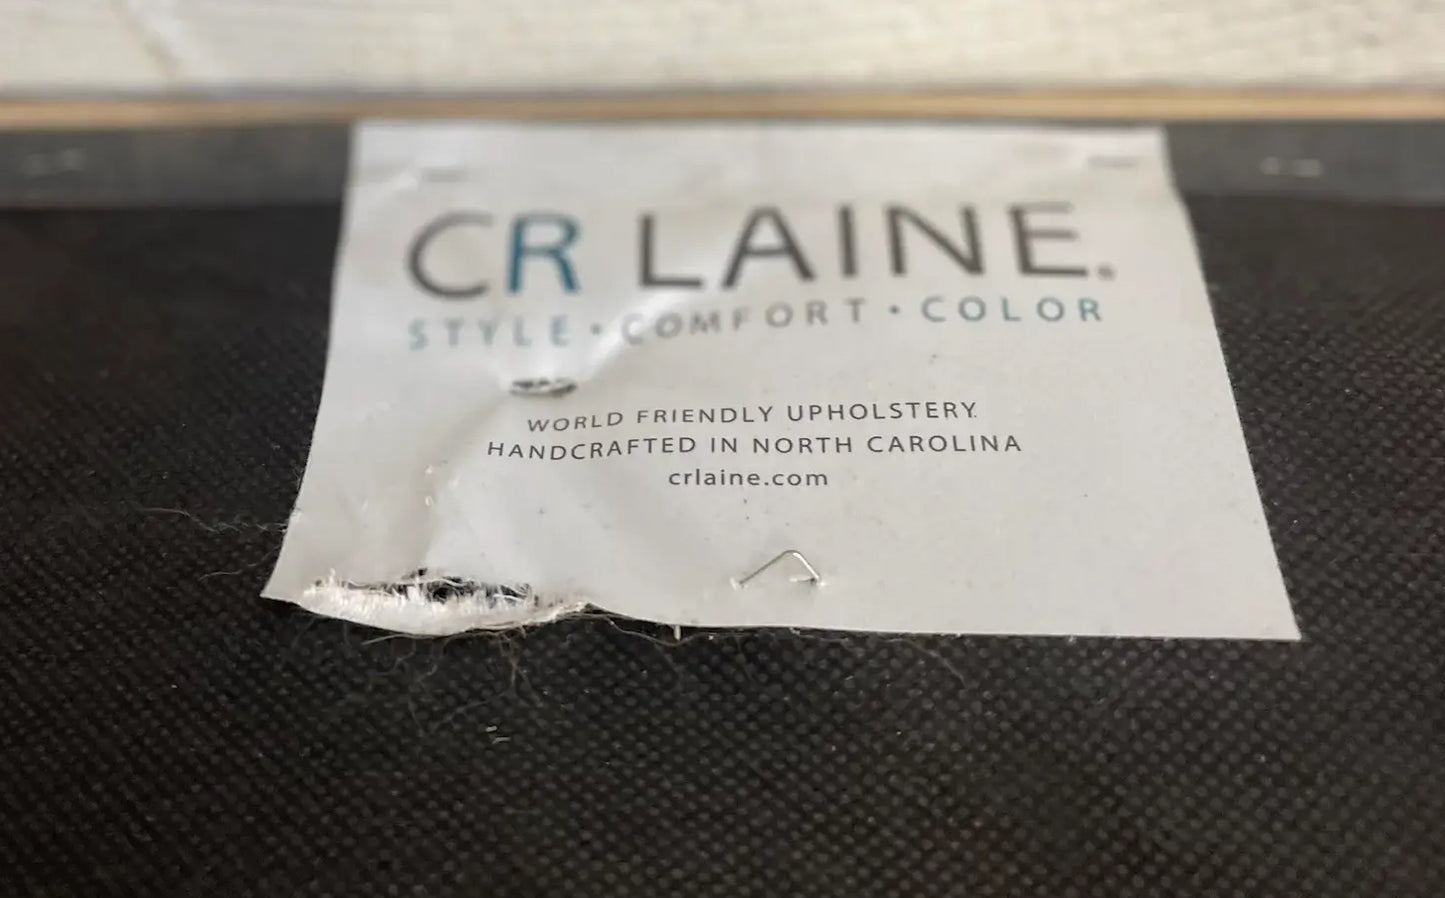 CR LAINE.
STYLE • COMFORT • COLOR
WORLD FRIENDLY UPHOLSTERY
HANDCRAFTED IN NORTH CAROLINA
crlaine.com